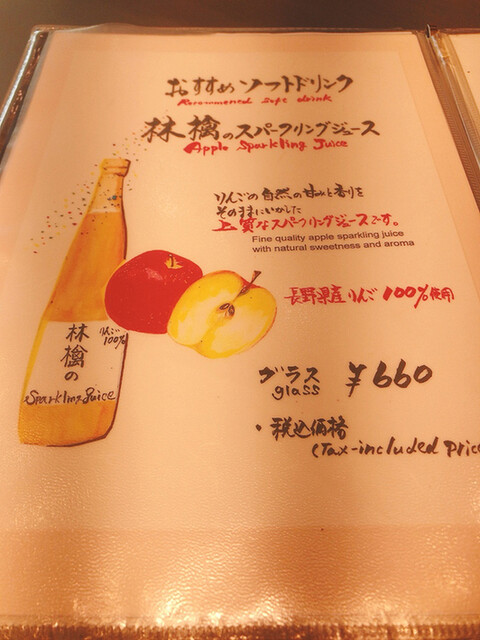 おすすめ ソフトドリンク
Recommened soft drink
林檎のスパークリングジュース
Apple Sparkling Juice
りんごの自然の甘みと香りを
そのままにいかした
上質なスパークリングジュースです。
Fine quality apple sparkling juice
with natural sweetness and aroma
長野県産りんご100%使用
林檎の
りんご
100%
Sparkling Juice
グラス ¥660
glass
・税込価格
(Tax-included price